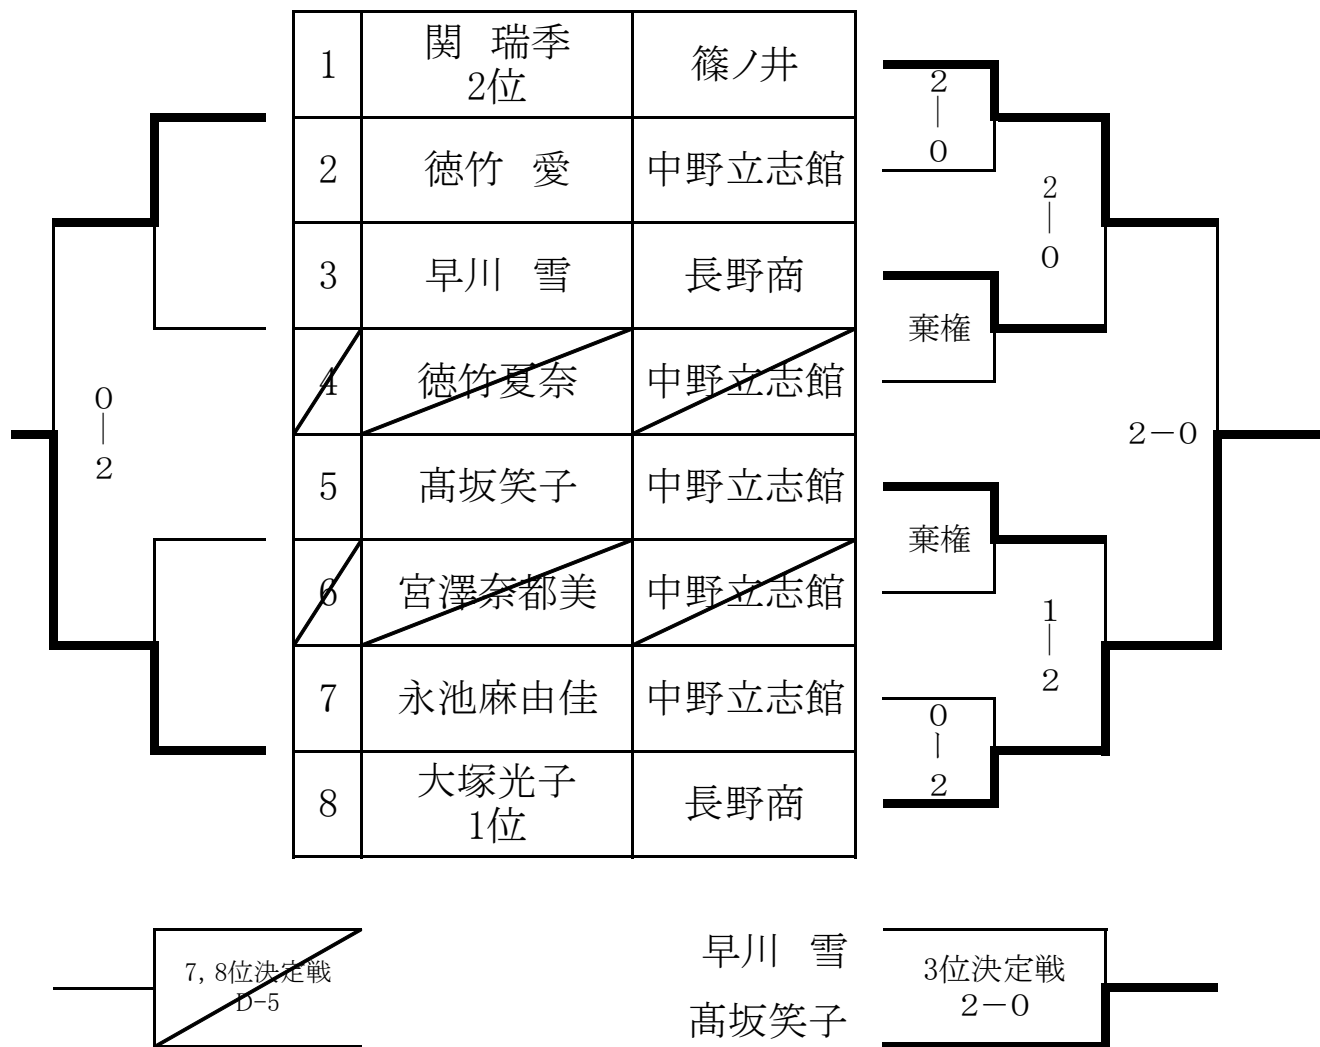 1 関　瑞季 篠ノ井
2位
2 徳竹　愛 中野立志館
3 早川　雪 長野商
4 徳竹夏奈 中野立志館
5 髙坂笑子 中野立志館
6 宮澤奈都美 中野立志館
7 永池麻由佳 中野立志館
8 大塚光子 長野商
1位
0｜2
2｜0
2｜0
棄権
2－0
棄権
1｜2
0｜2
7, 8位決定戦
D-5
早川　雪
髙坂笑子
3位決定戦
2－0